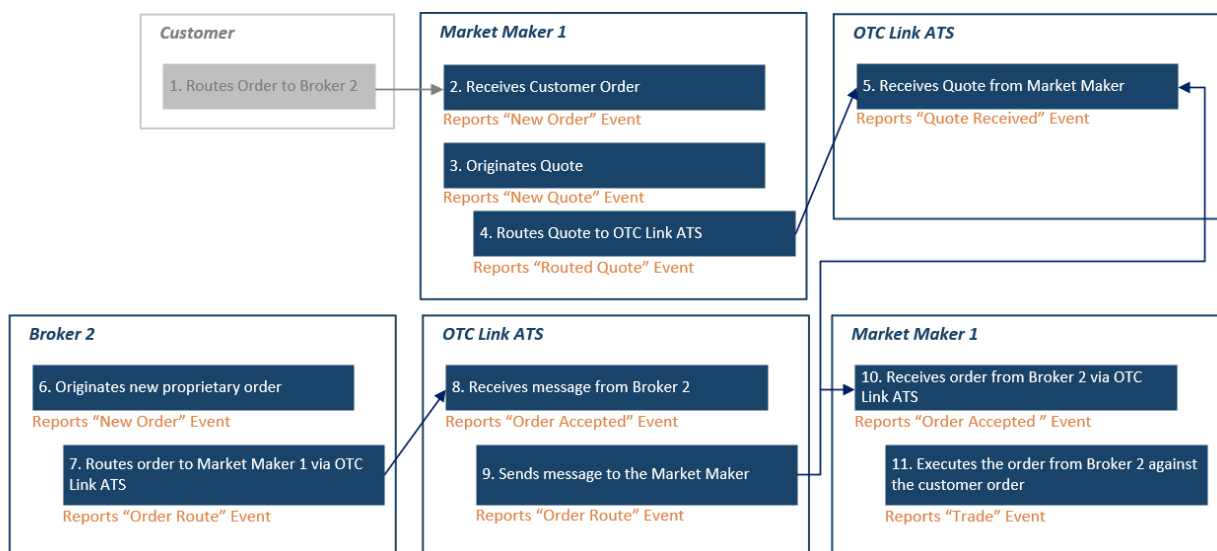 Customer
1. Routes Order to Broker 2
Market Maker 1
2. Receives Customer Order
Reports “New Order” Event
3. Originates Quote
Reports “New Quote” Event
4. Routes Quote to OTC Link ATS
Reports “Routed Quote” Event
OTC Link ATS
5. Receives Quote from Market Maker
Reports “Quote Received” Event
Broker 2
6. Originates new proprietary order
Reports “New Order” Event
7. Routes order to Market Maker 1 via OTC
Link ATS
Reports “Order Route” Event
OTC Link ATS
8. Receives message from Broker 2
Reports “Order Accepted” Event
9. Sends message to the Market Maker
Reports “Order Route” Event
Market Maker 1
10. Receives order from Broker 2 via OTC
Link ATS
Reports “Order Accepted ” Event
11. Executes the order from Broker 2 against
the customer order
Reports “Trade” Event